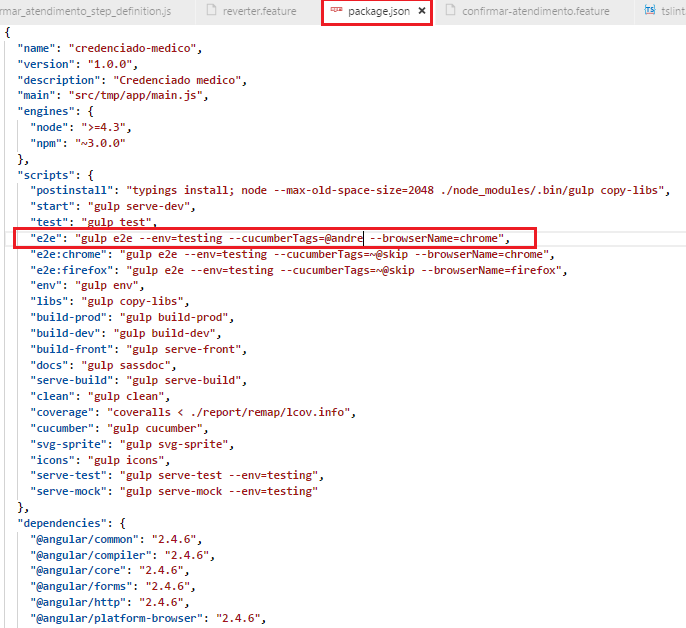 rmar_atendimento_step_definition.js reverter.feature package.json × confirmar-atendimento.feature TS tslint
{
"name": "credenciado-medico",
"version": "1.0.0",
"description": "Credenciado medico",
"main": "src/tmp/app/main.js",
"engines": {
"node": ">=4.3",
"npm": "~3.0.0"
},
"scripts": {
"postinstall": "typings install; node --max-old-space-size=2048 ./node_modules/.bin/gulp copy-libs",
"start": "gulp serve-dev",
"test": "gulp test",
"e2e": "gulp e2e --env=testing --cucumberTags=@andre --browserName=chrome",
"e2e:chrome": "gulp e2e --env=testing --cucumberTags=~@skip --browserName=chrome",
"e2e:firefox": "gulp e2e --env=testing --cucumberTags=~@skip --browserName=firefox",
"env": "gulp env",
"libs": "gulp copy-libs",
"build-prod": "gulp build-prod",
"build-dev": "gulp build-dev",
"build-front": "gulp serve-front",
"docs": "gulp sassdoc",
"serve-build": "gulp serve-build",
"clean": "gulp clean",
"coverage": "coveralls < ./report/remap/lcov.info",
"cucumber": "gulp cucumber",
"svg-sprite": "gulp svg-sprite",
"icons": "gulp icons",
"serve-test": "gulp serve-test --env=testing",
"serve-mock": "gulp serve-mock --env=testing"
},
"dependencies": {
"@angular/common": "2.4.6",
"@angular/compiler": "2.4.6",
"@angular/core": "2.4.6",
"@angular/forms": "2.4.6",
"@angular/http": "2.4.6",
"@angular/platform-browser": "2.4.6",